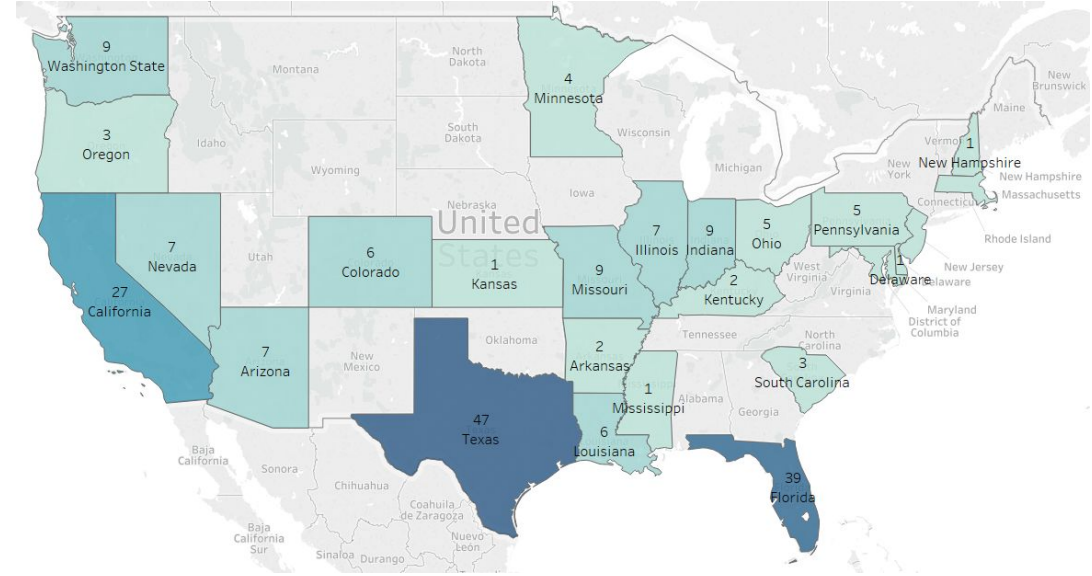 9
Washington State
Montana
North
Dakota
4
Minnesota
New
Brunswick
Maine
3
Oregon
Idaho
South
Dakota
Wisconsin
Vermo
1
New Hampshire
Wyoming
Michigan
New
York
New Hampshire
Massachusetts
Iowa
Connecticut
Nebraska
United
States
7
Nevada
Utah
6
Colorado
1
Kansas
7
Illinois
9
Indiana
5
Ohio
5
Pennsylvania
Rhode Island
27
California
9
Missouri
2
Kentucky
West
Virginia
Virginia
1
Delaware
New Jersey
Delaware
Maryland
District of
Columbia
7
Arizona
New
Mexico
Oklahoma
2
Arkansas
Tennessee
North
Carolina
3
South Carolina
47
Texas
6
Louisiana
1
Mississippi
Alabama
Georgia
39
Florida
Baja
California
Sonora
Chihuahua
Coahuila
de Zaragoza
Baja
California
Sur
Sinaloa
Durango
Nuevo
León